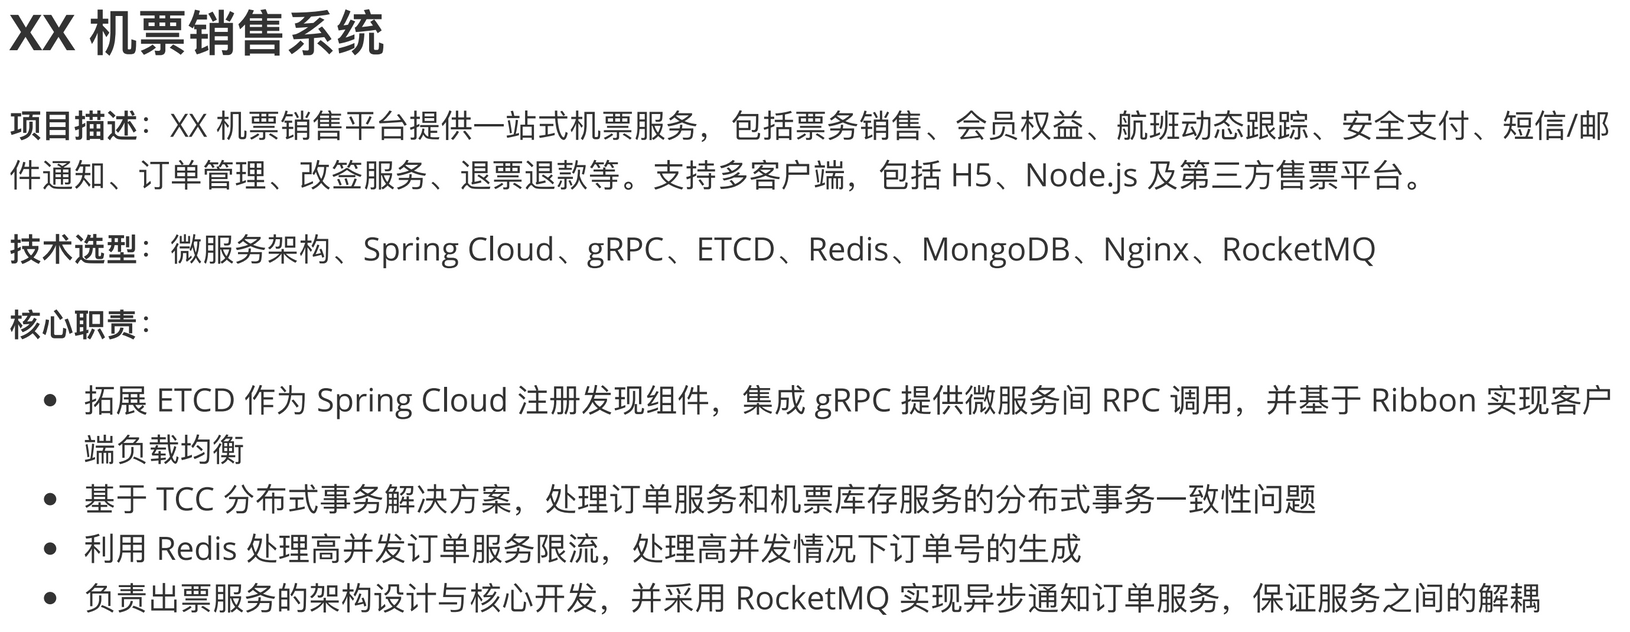 XX 机票销售系统
项目描述：XX 机票销售平台提供一站式机票服务，包括票务销售、会员权益、航班动态跟踪、安全支付、短信/邮
件通知、订单管理、改签服务、退票退款等。支持多客户端，包括 H5、Node.js 及第三方售票平台。
技术选型：微服务架构、Spring Cloud、gRPC、ETCD、Redis、MongoDB、Nginx、RocketMQ
核心职责：
• 拓展 ETCD 作为 Spring Cloud 注册发现组件，集成 gRPC 提供微服务间 RPC 调用，并基于 Ribbon 实现客户
端负载均衡
• 基于 TCC 分布式事务解决方案，处理订单服务和机票库存服务的分布式事务一致性问题
• 利用 Redis 处理高并发订单服务限流，处理高并发情况下订单号的生成
• 负责出票服务的架构设计与核心开发，并采用 RocketMQ 实现异步通知订单服务，保证服务之间的解耦